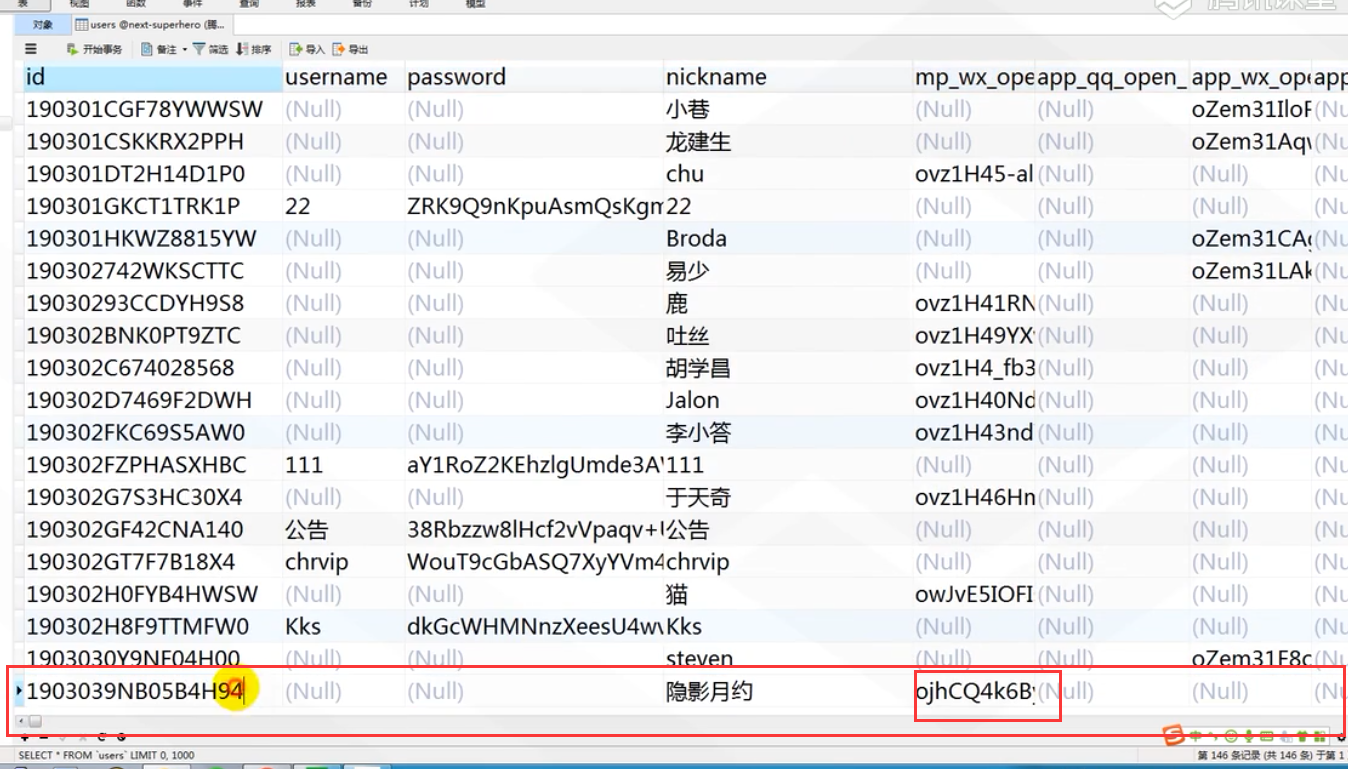 表 视图 函数 事件 查询 报表 备份 计划 模型
腾讯课堂
对象 users @next-superhero (腾...
开始事务 备注 筛选 排序 导入 导出
id username password nickname mp_wx_ope app_qq_open_ app_wx_ope app
190301CGF78YWWSW (Null) (Null) 小巷 (Null) (Null) oZem31IloF (Nu
190301CSKKRX2PPH (Null) (Null) 龙建生 (Null) (Null) oZem31Aqv (Nu
190301DT2H14D1P0 (Null) (Null) chu ovz1H45-al (Null) (Null) (Nu
190301GKCT1TRK1P 22 ZRK9Q9nKpuAsmQsKgm 22 (Null) (Null) (Null) (Nu
190301HKWZ8815YW (Null) (Null) Broda (Null) (Null) oZem31CAg (Nu
190302742WKSCTTC (Null) (Null) 易少 (Null) (Null) oZem31LAk (Nu
19030293CCDYH9S8 (Null) (Null) 鹿 ovz1H41RN (Null) (Null) (Nu
190302BNK0PT9ZTC (Null) (Null) 吐丝 ovz1H49YX (Null) (Null) (Nu
190302C674028568 (Null) (Null) 胡学昌 ovz1H4_fb3 (Null) (Null) (Nu
190302D7469F2DWH (Null) (Null) Jalon ovz1H40Nd (Null) (Null) (Nu
190302FKC69S5AW0 (Null) (Null) 李小答 ovz1H43nd (Null) (Null) (Nu
190302FZPHASXHBC 111 aY1RoZ2KEhzlgUmde3A 111 (Null) (Null) (Null) (Nu
190302G7S3HC30X4 (Null) (Null) 于天奇 ovz1H46Hn (Null) (Null) (Nu
190302GF42CNA140 公告 38Rbzzw8lHcf2vVpaqv+ 公告 (Null) (Null) (Null) (Nu
190302GT7F7B18X4 chrvip WouT9cGbASQ7XyYVm4 chrvip (Null) (Null) (Null) (Nu
190302H0FYB4HWSW (Null) (Null) 猫 owJvE5IOFI (Null) (Null) (Nu
190302H8F9TTMFW0 Kks dkGcWHMNnzXeesU4w Kks (Null) (Null) (Null) (Nu
1903030Y9NF04H00 (Null) (Null) steven (Null) (Null) oZem31F8c (Nu
1903039NB05B4H94 (Null) (Null) 隐影月约 ojhCQ4k6B (Null) (Null) (Nu
中
SELECT * FROM `users` LIMIT 0, 1000 第 146 条记录 (共 146 条) 于第 1